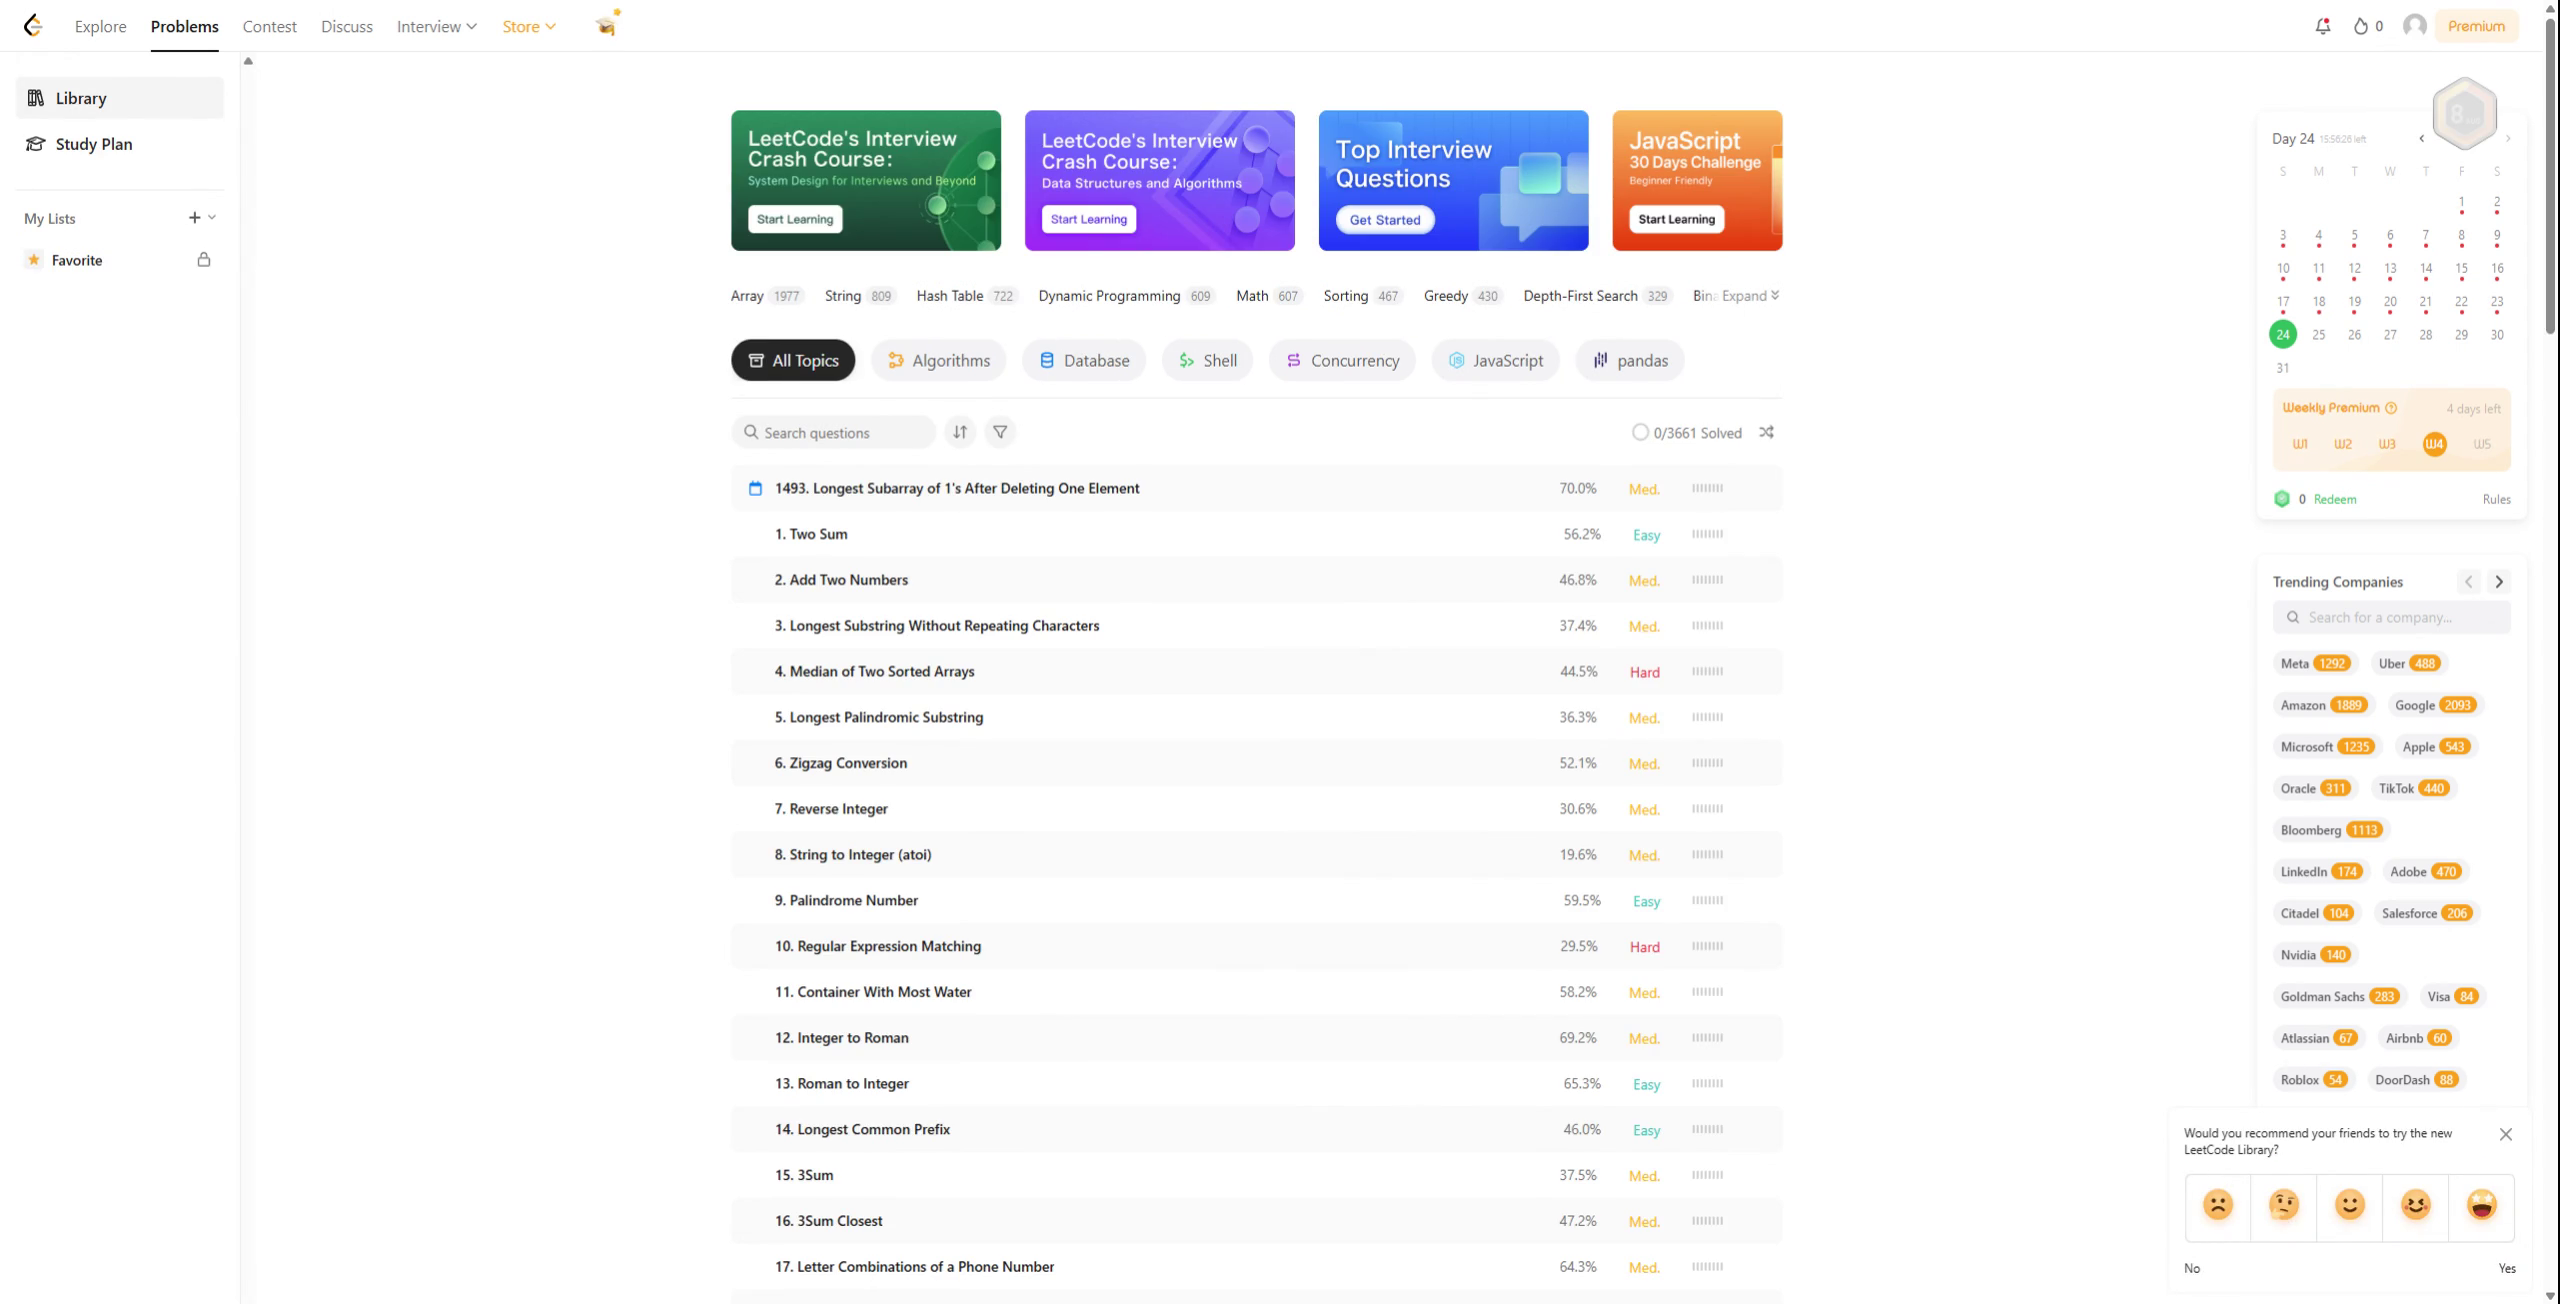 Explore Problems Contest Discuss Interview Store
0 Premium
Library
Study Plan
My Lists
Favorite
LeetCode's Interview
Crash Course:
System Design for Interviews and Beyond
Start Learning
LeetCode's Interview
Crash Course:
Data Structures and Algorithms
Start Learning
Top Interview
Questions
Get Started
JavaScript
30 Days Challenge
Beginner Friendly
Start Learning
Array 1977 String 809 Hash Table 722 Dynamic Programming 609 Math 607 Sorting 467 Greedy 430 Depth-First Search 329 Bina Expand
All Topics Algorithms Database Shell Concurrency JavaScript pandas
Search questions 0/3661 Solved
1493. Longest Subarray of 1's After Deleting One Element 70.0% Med.
1. Two Sum 56.2% Easy
2. Add Two Numbers 46.8% Med.
3. Longest Substring Without Repeating Characters 37.4% Med.
4. Median of Two Sorted Arrays 44.5% Hard
5. Longest Palindromic Substring 36.3% Med.
6. Zigzag Conversion 52.1% Med.
7. Reverse Integer 30.6% Med.
8. String to Integer (atoi) 19.6% Med.
9. Palindrome Number 59.5% Easy
10. Regular Expression Matching 29.5% Hard
11. Container With Most Water 58.2% Med.
12. Integer to Roman 69.2% Med.
13. Roman to Integer 65.3% Easy
14. Longest Common Prefix 46.0% Easy
15. 3Sum 37.5% Med.
16. 3Sum Closest 47.2% Med.
17. Letter Combinations of a Phone Number 64.3% Med.
Day 24 15:56:26 left
S M T W T F S
1 2
3 4 5 6 7 8 9
10 11 12 13 14 15 16
17 18 19 20 21 22 23
24 25 26 27 28 29 30
31
Weekly Premium 4 days left
W1 W2 W3 W4 W5
0 Redeem Rules
Trending Companies
Search for a company...
Meta 1292 Uber 488
Amazon 1889 Google 2093
Microsoft 1235 Apple 543
Oracle 311 TikTok 440
Bloomberg 1113
LinkedIn 174 Adobe 470
Citadel 104 Salesforce 206
Nvidia 140
Goldman Sachs 283 Visa 84
Atlassian 67 Airbnb 60
Roblox 54 DoorDash 88
Would you recommend your friends to try the new
LeetCode Library?
No Yes